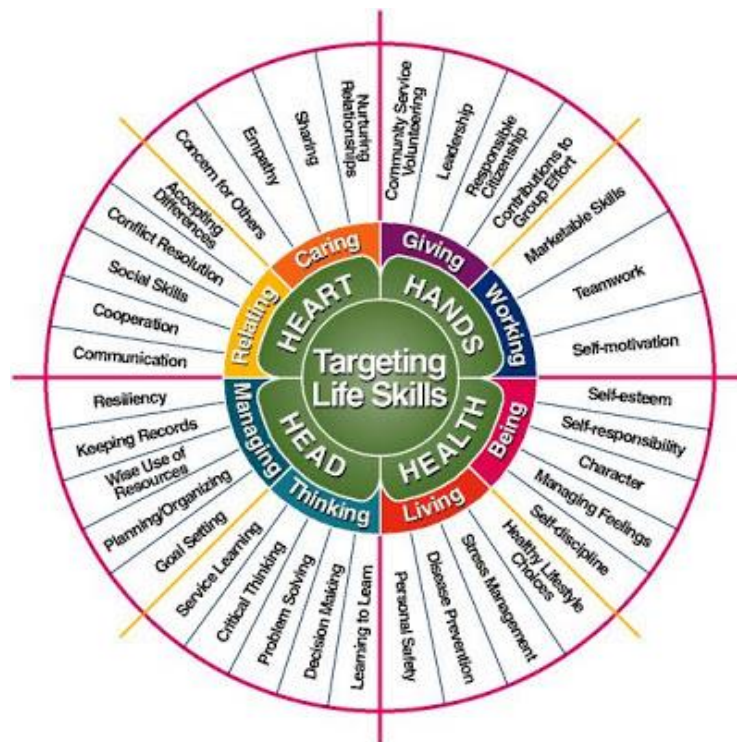 Targeting
Life Skills
HEART
HANDS
HEALTH
HEAD
Caring
Giving
Working
Being
Living
Thinking
Managing
Relating
Nurturing
Relationships
Sharing
Empathy
Concern for Others
Accepting
Differences
Conflict Resolution
Social Skills
Cooperation
Communication
Community Service
Volunteering
Leadership
Responsible
Citizenship
Contributions to
Group Effort
Marketable Skills
Teamwork
Self-motivation
Self-esteem
Self-responsibility
Character
Managing Feelings
Self-discipline
Healthy Lifestyle
Choices
Stress Management
Disease Prevention
Personal Safety
Learning to Learn
Decision Making
Problem Solving
Critical Thinking
Service Learning
Goal Setting
Planning/Organizing
Wise Use of
Resources
Keeping Records
Resiliency